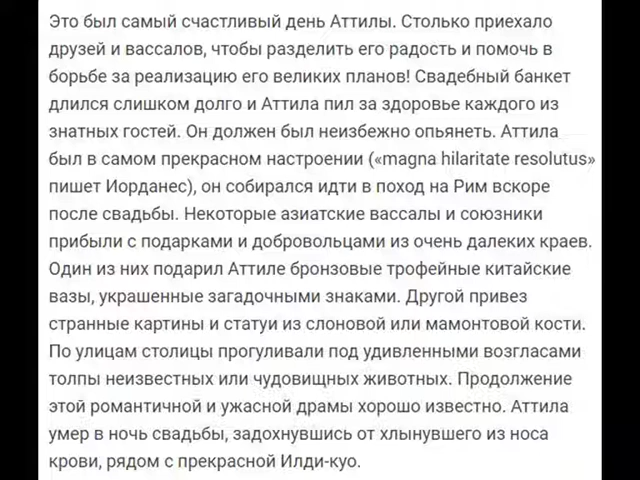 Это был самый счастливый день Аттилы. Столько приехало
друзей и вассалов, чтобы разделить его радость и помочь в
борьбе за реализацию его великих планов! Свадебный банкет
длился слишком долго и Аттила пил за здоровье каждого из
знатных гостей. Он должен был неизбежно опьянеть. Аттила
был в самом прекрасном настроении («magna hilaritate resolutus»
пишет Иорданес), он собирался идти в поход на Рим вскоре
после свадьбы. Некоторые азиатские вассалы и союзники
прибыли с подарками и добровольцами из очень далеких краев.
Один из них подарил Аттиле бронзовые трофейные китайские
вазы, украшенные загадочными знаками. Другой привез
странные картины и статуи из слоновой или мамонтовой кости.
По улицам столицы прогуливали под удивленными возгласами
толпы неизвестных или чудовищных животных. Продолжение
этой романтичной и ужасной драмы хорошо известно. Аттила
умер в ночь свадьбы, задохнувшись от хлынувшего из носа
крови, рядом с прекрасной Илди-куо.